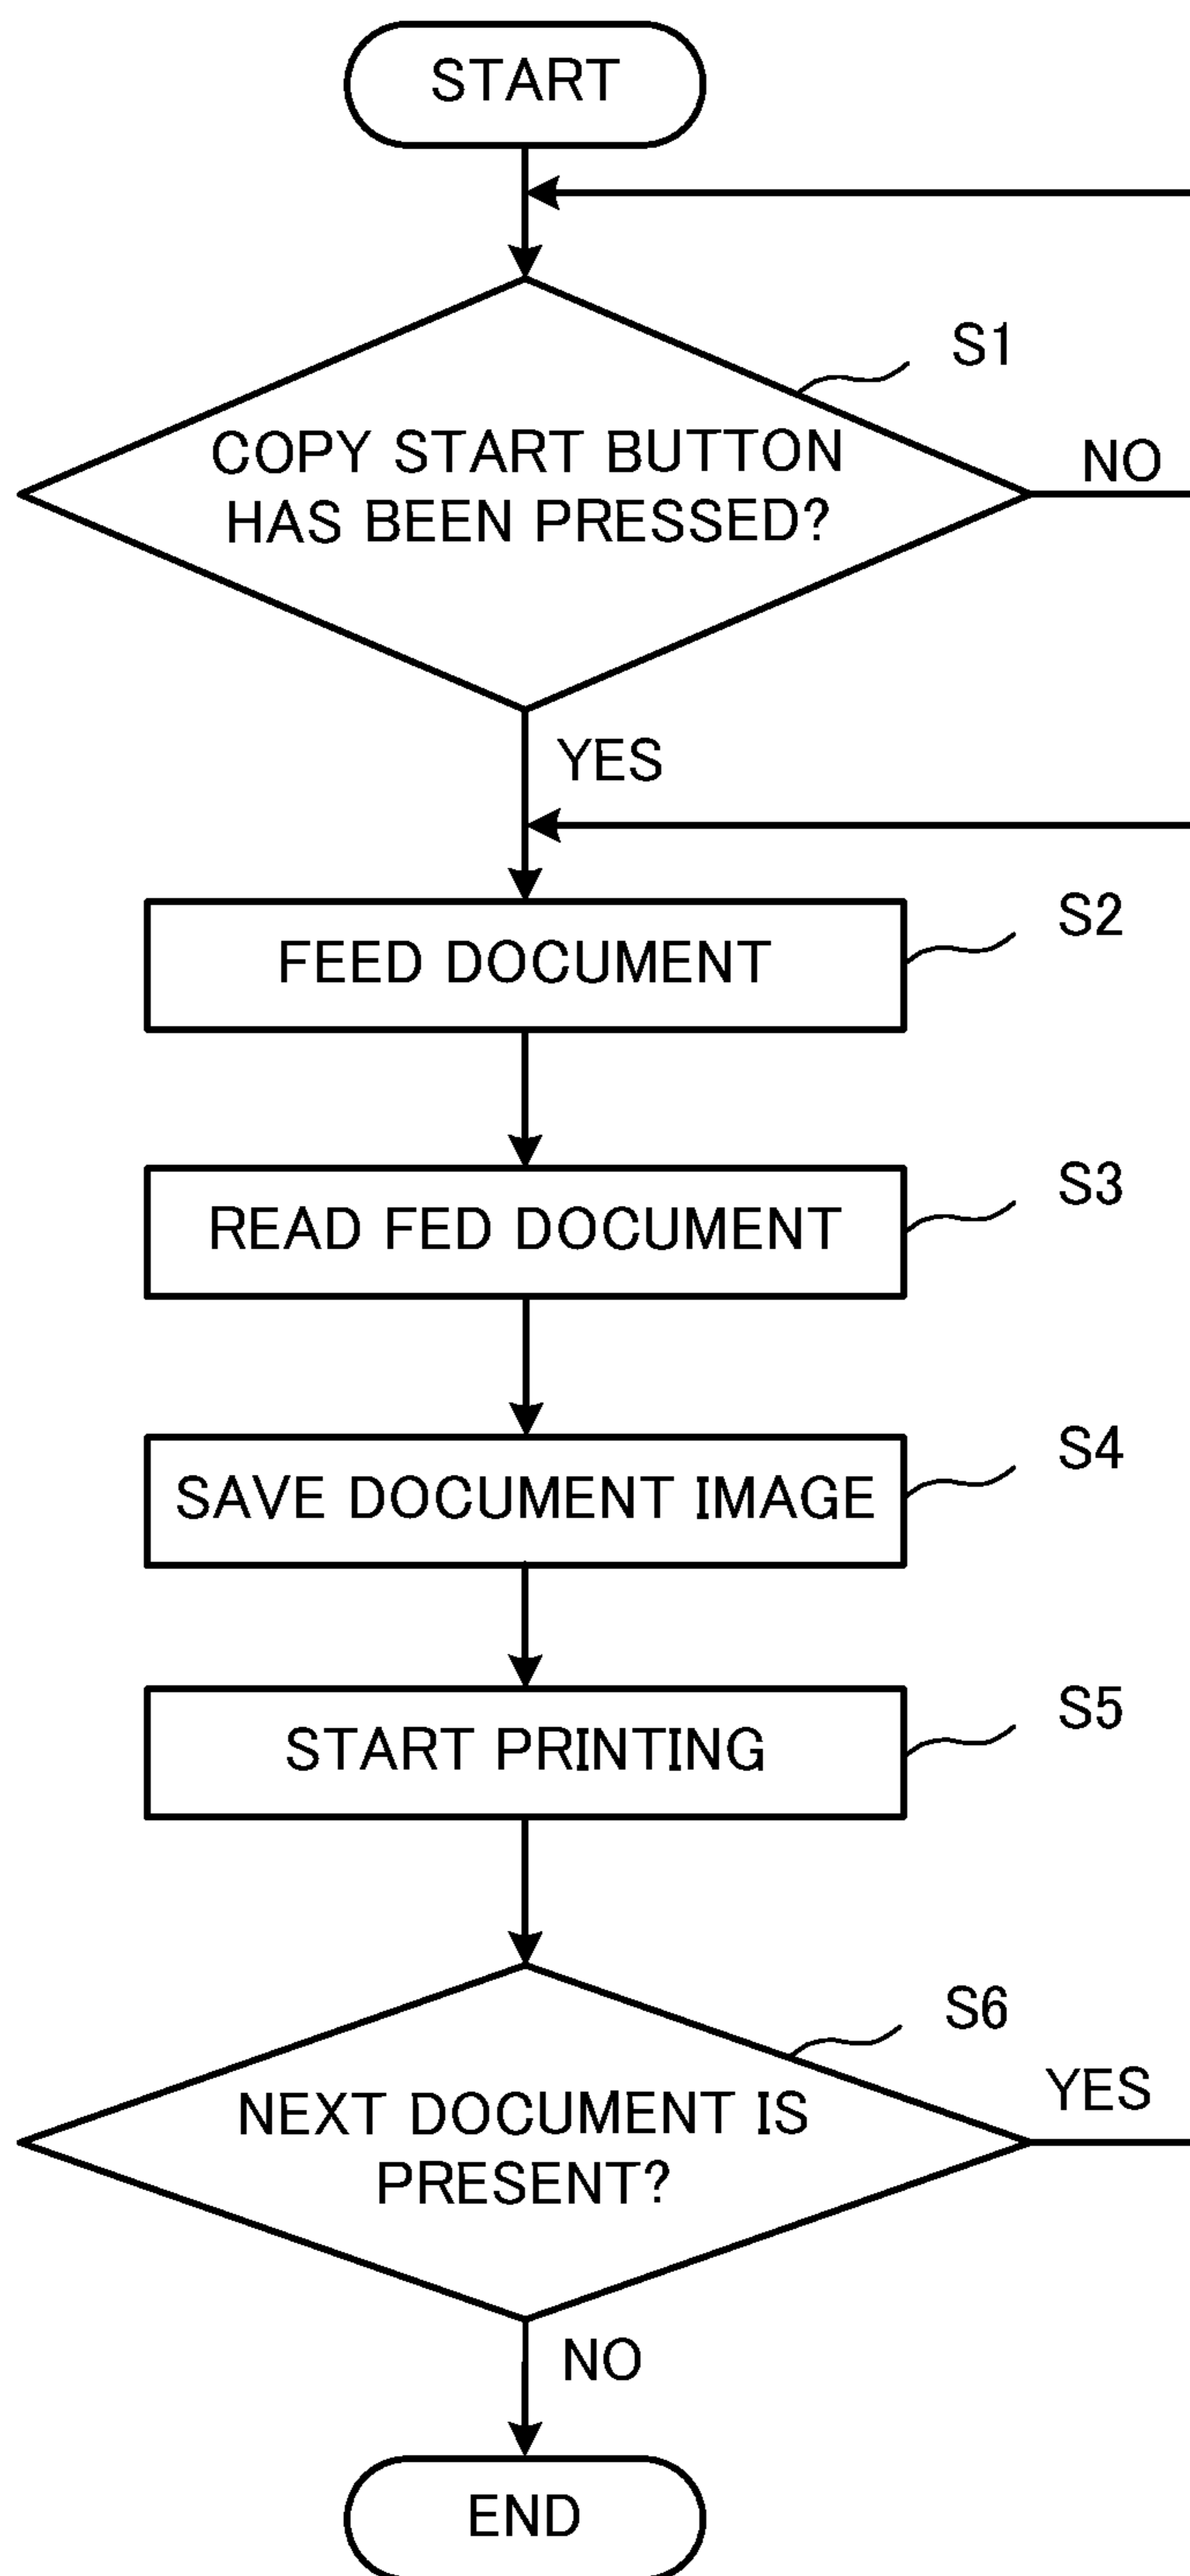 START
S1
COPY START BUTTON
HAS BEEN PRESSED?
NO
YES
S2
FEED DOCUMENT
S3
READ FED DOCUMENT
S4
SAVE DOCUMENT IMAGE
S5
START PRINTING
S6
YES
NEXT DOCUMENT IS
PRESENT?
NO
END